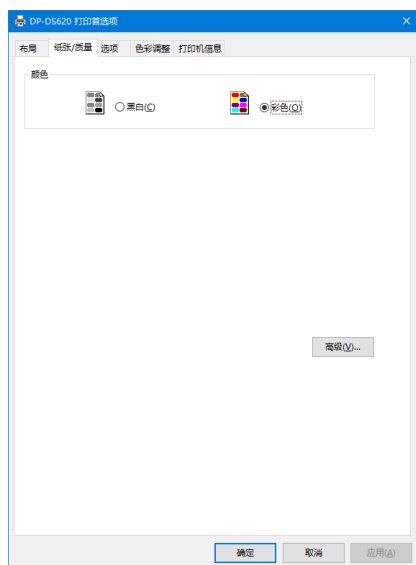 DP-DS620 打印首选项
布局 纸张/质量 选项 色彩调整 打印机信息
颜色
黑白(C) 彩色(O)
高级(V)...
确定 取消 应用(A)